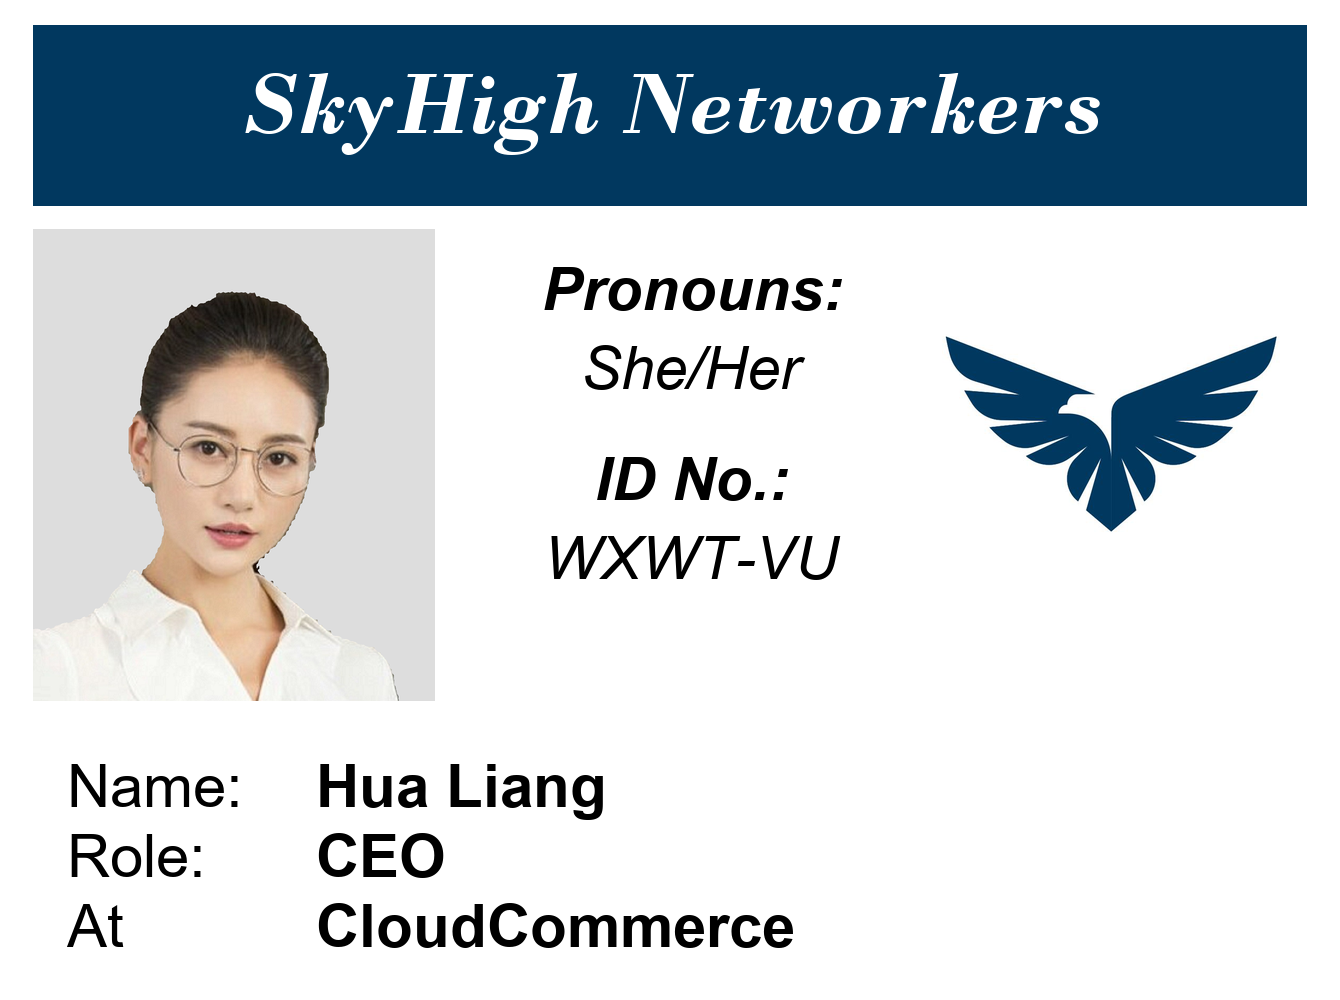 SkyHigh Networkers
Pronouns:
She/Her
ID No.:
WXWT-VU
Name: Hua Liang
Role: CEO
At CloudCommerce